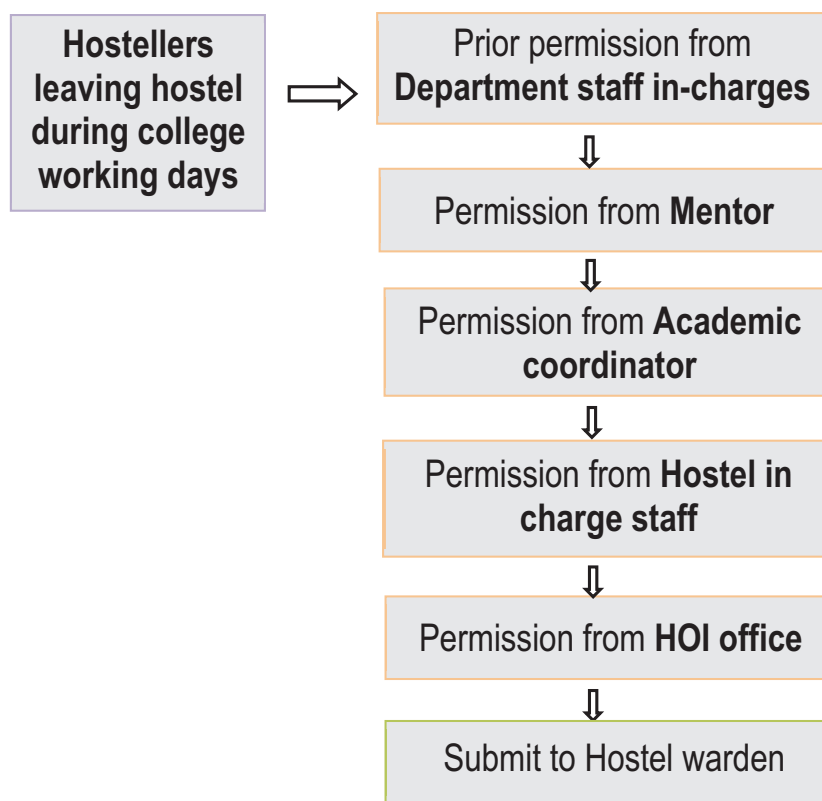 Hostellers
leaving hostel
during college
working days
Prior permission from
Department staff in-charges
Permission from Mentor
Permission from Academic
coordinator
Permission from Hostel in
charge staff
Permission from HOI office
Submit to Hostel warden